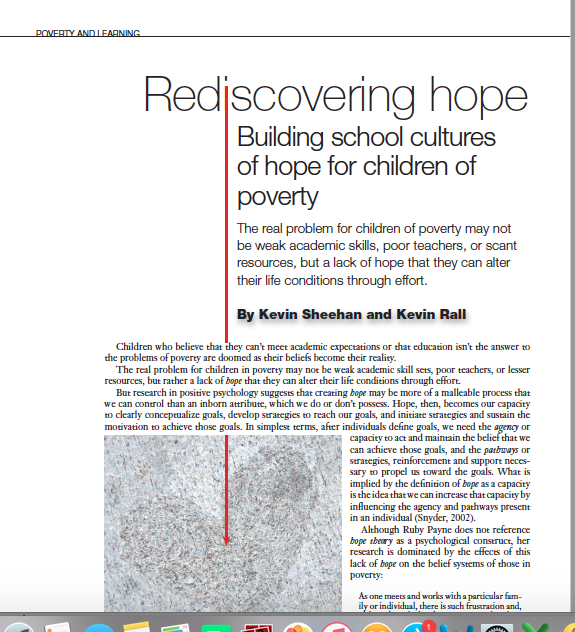 POVERTY AND LEARNING
Rediscovering hope
Building school cultures
of hope for children of
poverty
The real problem for children of poverty may not
be weak academic skills, poor teachers, or scant
resources, but a lack of hope that they can alter
their life conditions through effort.
By Kevin Sheehan and Kevin Rall
Children who believe that they can't meet academic expectations or that education isn't the answer to
the problems of poverty are doomed as their beliefs become their reality.
The real problem for children in poverty may not be weak academic skill sets, poor teachers, or lesser
resources, but rather a lack of hope that they can alter their life conditions through effort.
But research in positive psychology suggests that creating hope may be more of a malleable process that
we can control than an inborn attribute, which we do or don't possess. Hope, then, becomes our capacity
to clearly conceptualize goals, develop strategies to reach our goals, and initiate strategies and sustain the
motivation to achieve those goals. In simplest terms, after individuals define goals, we need the agency or
capacity to act and maintain the belief that we
can achieve those goals, and the pathways or
strategies, reinforcement and support neces-
sary to propel us toward the goals. What is
implied by the definition of hope as a capacity
is the idea that we can increase that capacity by
influencing the agency and pathways present
in an individual (Snyder, 2002).
Although Ruby Payne does not reference
hope theory as a psychological construct, her
research is dominated by the effects of this
lack of hope on the belief systems of those in
poverty:
As one meets and works with a particular fam-
ily or individual, there is such frustration and,
1